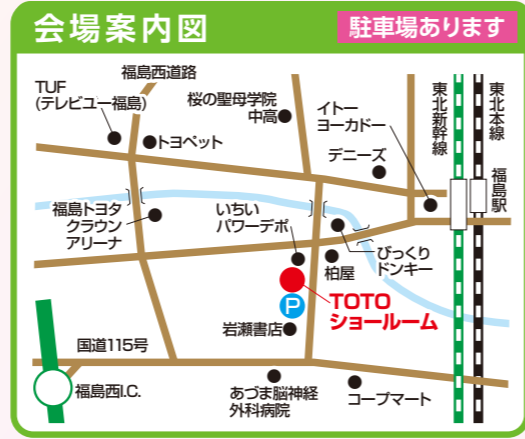 会場案内図
駐車場あります
福島西道路
TUF
(テレビユー福島)
トヨペット
桜の聖母学院
中高
イトー
ヨーカドー
デニーズ
東北新幹線
東北本線
福島駅
福島トヨタ
クラウン
アリーナ
いちい
パワーデポ
びっくり
ドンキー
柏屋
TOTO
ショールーム
P
岩瀬書店
国道115号
福島西I.C.
あづま脳神経
外科病院
コープマート